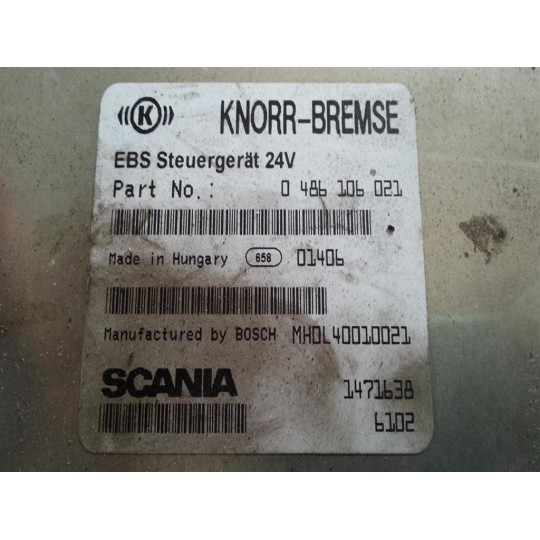 ((K)) KNORR-BREMSE
EBS Steuergerät 24V
Part No.: 0 486 106 021
Made in Hungary 658 01406
Manufactured by BOSCH MHDL40010021
SCANIA 1471638
6102